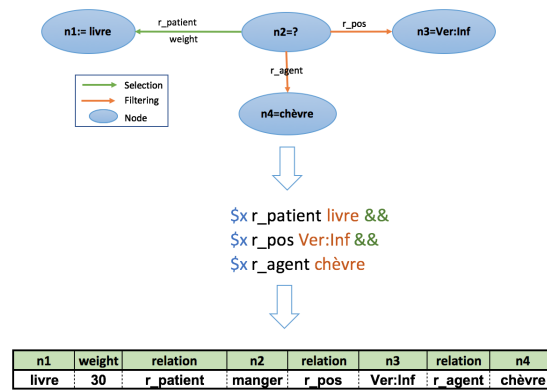 r_patient
r_pos
n1:= livre
n2=?
n3=Ver:Inf
weight
r_agent
Selection
Filtering
Node
n4=chèvre
$x r_patient livre &&
$x r_pos Ver:Inf &&
$x r_agent chèvre
n1 weight relation n2 relation n3 relation n4
livre 30 r_patient manger r_pos Ver:Inf r_agent chèvre